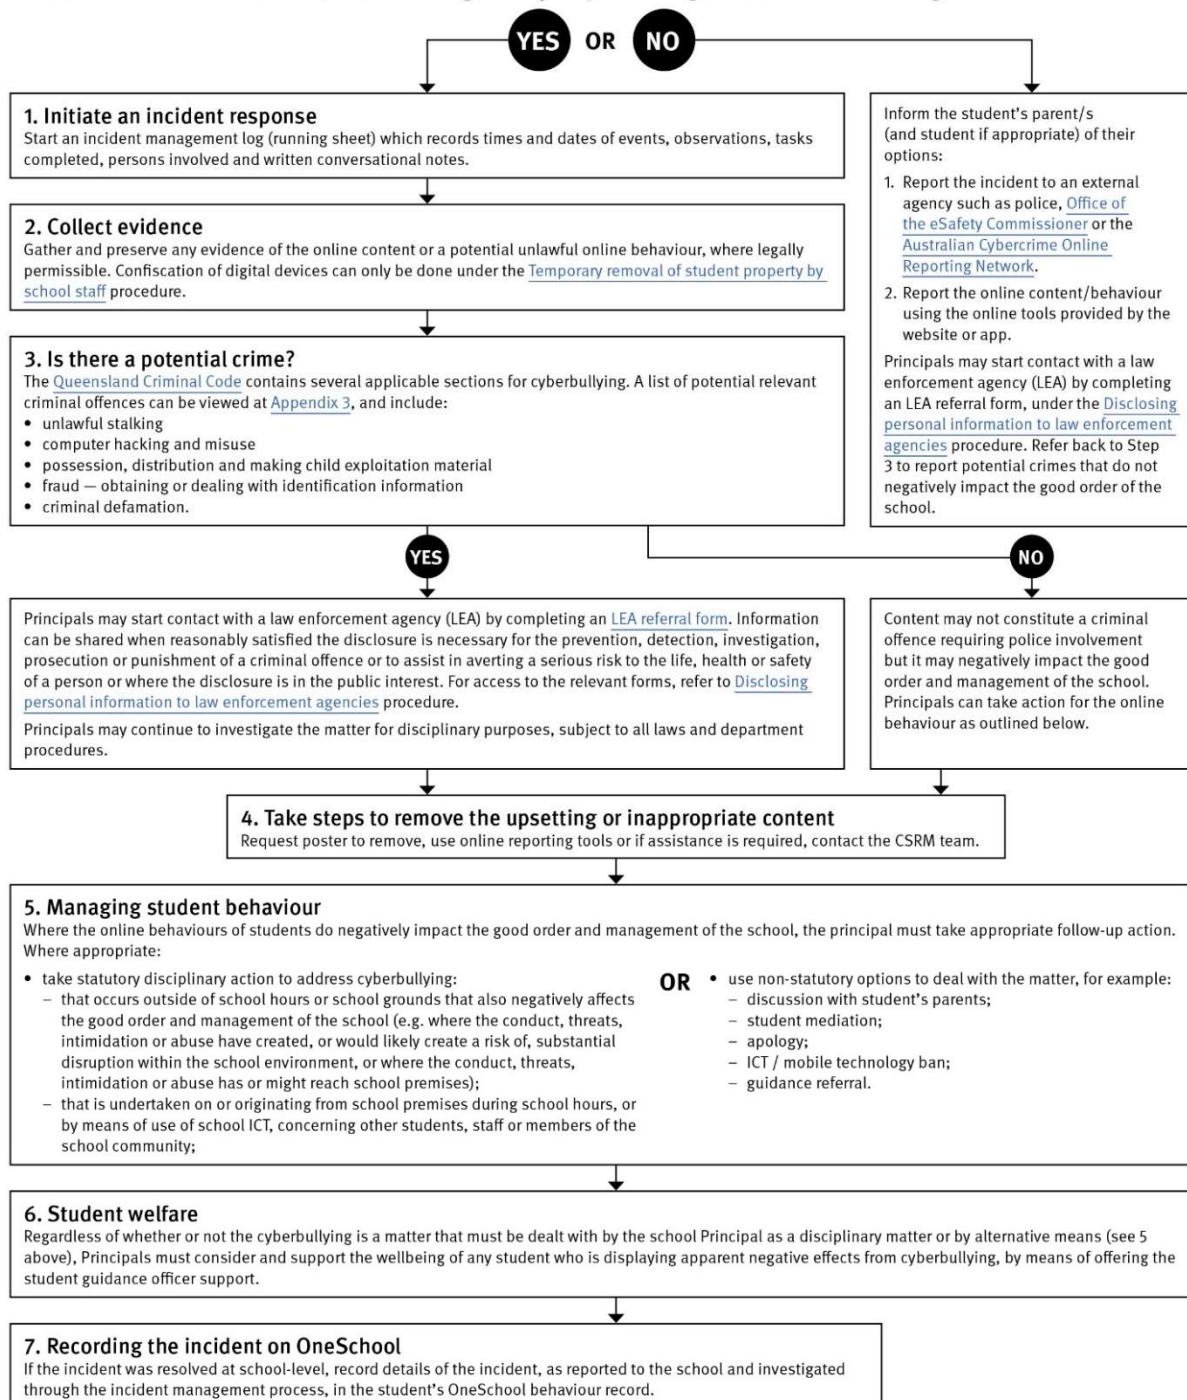 YES OR NO
1. Initiate an incident response
Start an incident management log (running sheet) which records times and dates of events, observations, tasks
completed, persons involved and written conversational notes.
2. Collect evidence
Gather and preserve any evidence of the online content or a potential unlawful online behaviour, where legally
permissible. Confiscation of digital devices can only be done under the Temporary removal of student property by
school staff procedure.
3. Is there a potential crime?
The Queensland Criminal Code contains several applicable sections for cyberbullying. A list of potential relevant
criminal offences can be viewed at Appendix 3, and include:
• unlawful stalking
• computer hacking and misuse
• possession, distribution and making child exploitation material
• fraud — obtaining or dealing with identification information
• criminal defamation.
Inform the student's parent/s
(and student if appropriate) of their
options:
1. Report the incident to an external
agency such as police, Office of
the eSafety Commissioner or the
Australian Cybercrime Online
Reporting Network.
2. Report the online content/behaviour
using the online tools provided by the
website or app.
Principals may start contact with a law
enforcement agency (LEA) by completing
an LEA referral form, under the Disclosing
personal information to law enforcement
agencies procedure. Refer back to Step
3 to report potential crimes that do not
negatively impact the good order of the
school.
YES
NO
Principals may start contact with a law enforcement agency (LEA) by completing an LEA referral form. Information
can be shared when reasonably satisfied the disclosure is necessary for the prevention, detection, investigation,
prosecution or punishment of a criminal offence or to assist in averting a serious risk to the life, health or safety
of a person or where the disclosure is in the public interest. For access to the relevant forms, refer to Disclosing
personal information to law enforcement agencies procedure.
Principals may continue to investigate the matter for disciplinary purposes, subject to all laws and department
procedures.
Content may not constitute a criminal
offence requiring police involvement
but it may negatively impact the good
order and management of the school.
Principals can take action for the online
behaviour as outlined below.
4. Take steps to remove the upsetting or inappropriate content
Request poster to remove, use online reporting tools or if assistance is required, contact the CSRM team.
5. Managing student behaviour
Where the online behaviours of students do negatively impact the good order and management of the school, the principal must take appropriate follow-up action.
Where appropriate:
• take statutory disciplinary action to address cyberbullying:
– that occurs outside of school hours or school grounds that also negatively affects
the good order and management of the school (e.g. where the conduct, threats,
intimidation or abuse have created, or would likely create a risk of, substantial
disruption within the school environment, or where the conduct, threats,
intimidation or abuse has or might reach school premises);
– that is undertaken on or originating from school premises during school hours, or
by means of use of school ICT, concerning other students, staff or members of the
school community;
OR
• use non-statutory options to deal with the matter, for example:
– discussion with student's parents;
– student mediation;
– apology;
– ICT / mobile technology ban;
– guidance referral.
6. Student welfare
Regardless of whether or not the cyberbullying is a matter that must be dealt with by the school Principal as a disciplinary matter or by alternative means (see 5
above), Principals must consider and support the wellbeing of any student who is displaying apparent negative effects from cyberbullying, by means of offering the
student guidance officer support.
7. Recording the incident on OneSchool
If the incident was resolved at school-level, record details of the incident, as reported to the school and investigated
through the incident management process, in the student's OneSchool behaviour record.